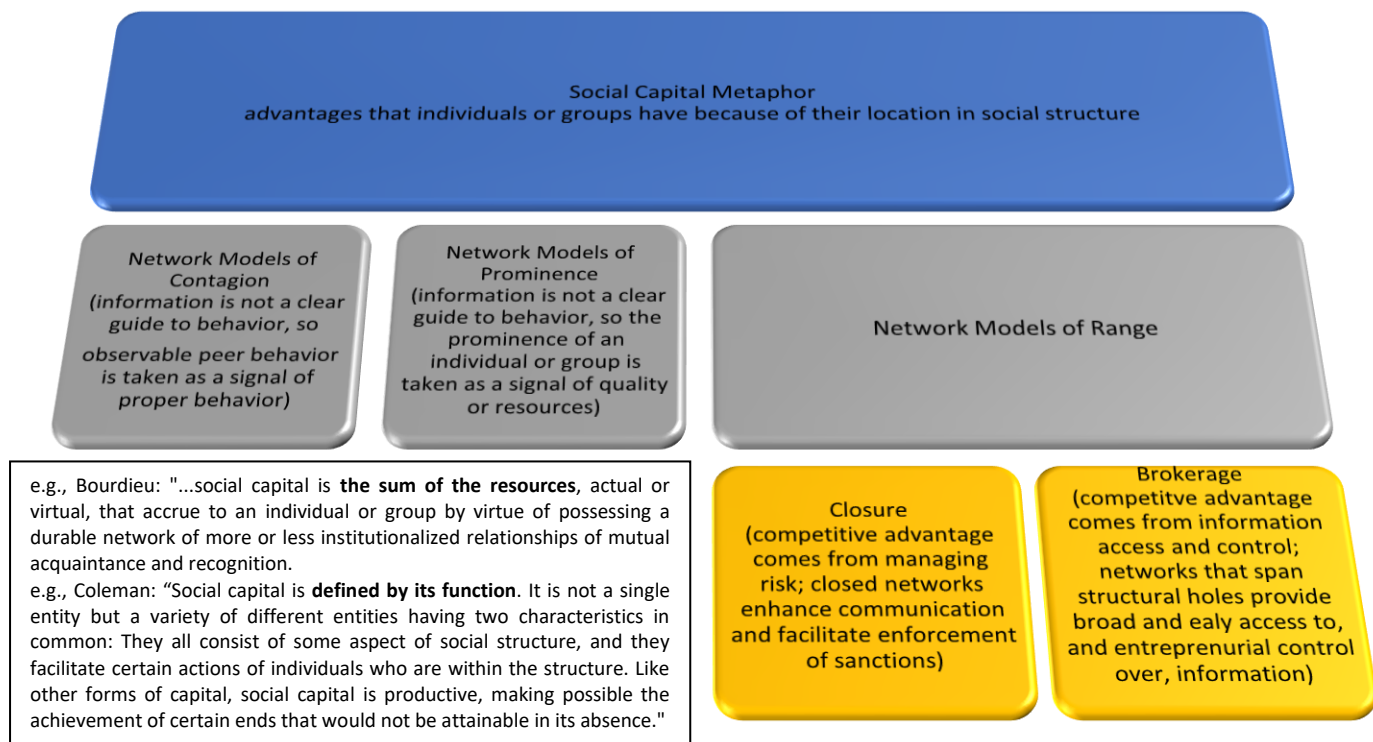 Social Capital Metaphor
advantages that individuals or groups have because of their location in social structure
Network Models of
Contagion
(information is not a clear
guide to behavior, so
observable peer behavior
is taken as a signal of
proper behavior)
Network Models of
Prominence
(information is not a clear
guide to behavior, so the
prominence of an
individual or group is
taken as a signal of quality
or resources)
Network Models of Range
e.g., Bourdieu: "...social capital is the sum of the resources, actual or
virtual, that accrue to an individual or group by virtue of possessing a
durable network of more or less institutionalized relationships of mutual
acquaintance and recognition.
e.g., Coleman: “Social capital is defined by its function. It is not a single
entity but a variety of different entities having two characteristics in
common: They all consist of some aspect of social structure, and they
facilitate certain actions of individuals who are within the structure. Like
other forms of capital, social capital is productive, making possible the
achievement of certain ends that would not be attainable in its absence."
Closure
(competitive advantage
comes from managing
risk; closed networks
enhance communication
and facilitate enforcement
of sanctions)
Brokerage
(competitve advantage
comes from information
access and control;
networks that span
structural holes provide
broad and ealy access to,
and entreprenurial control
over, information)